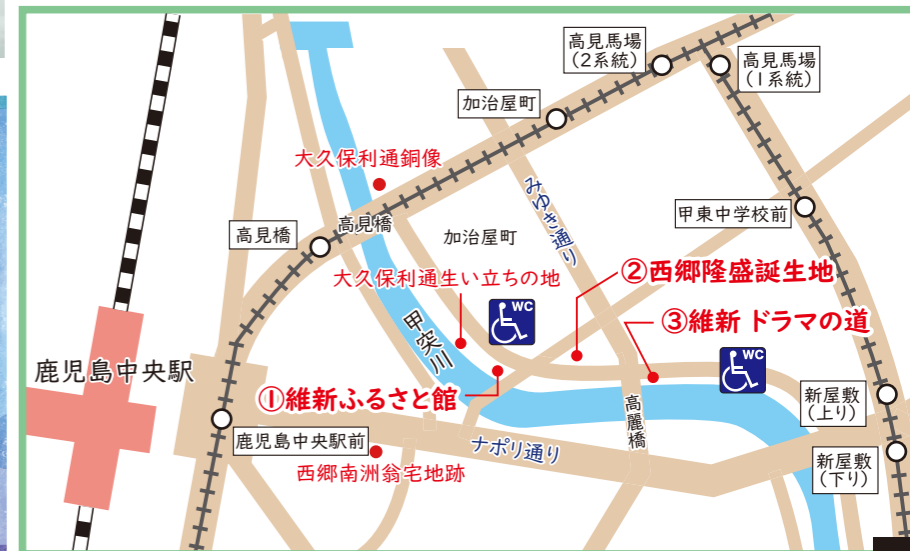 高見馬場
(2系統)
高見馬場
(1系統)
加治屋町
大久保利通銅像
みゆき通り
甲東中学校前
高見橋
高見橋
加治屋町
大久保利通生い立ちの地
②西郷隆盛誕生地
WC
甲突川
③維新 ドラマの道
WC
鹿児島中央駅
①維新ふるさと館
新屋敷
(上り)
高麗橋
鹿児島中央駅前
ナポリ通り
新屋敷
(下り)
西郷南洲翁宅地跡